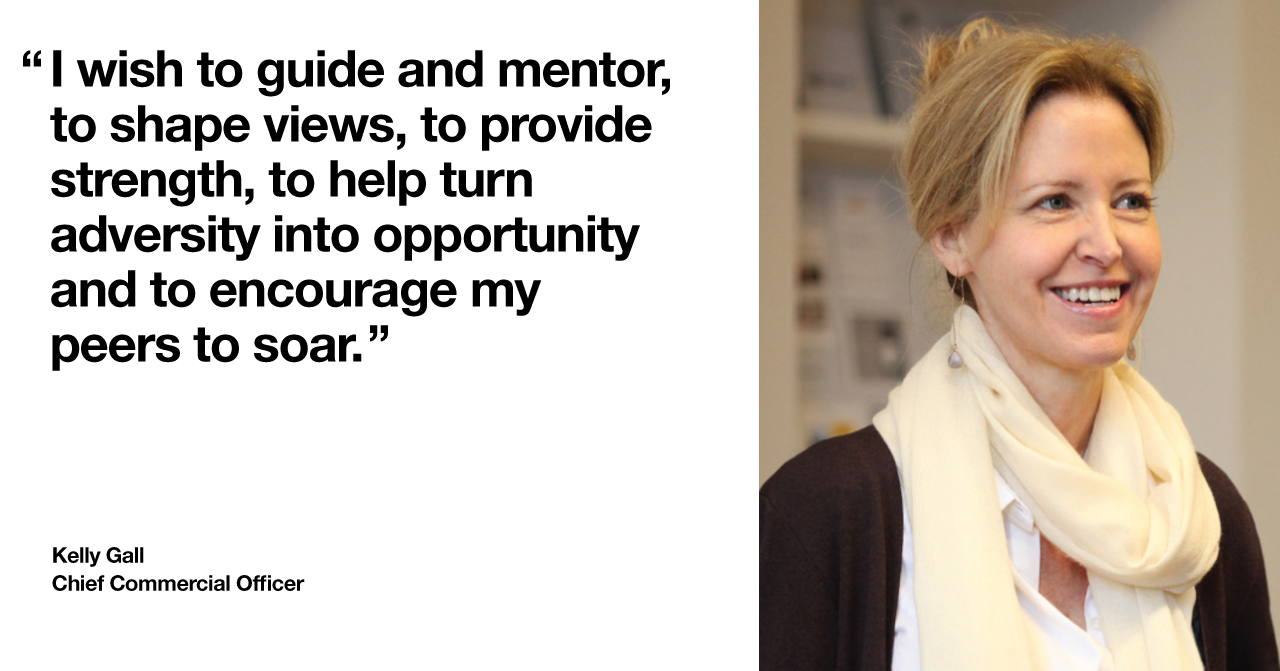 “I wish to guide and mentor,
to shape views, to provide
strength, to help turn
adversity into opportunity
and to encourage my
peers to soar.”
Kelly Gall
Chief Commercial Officer